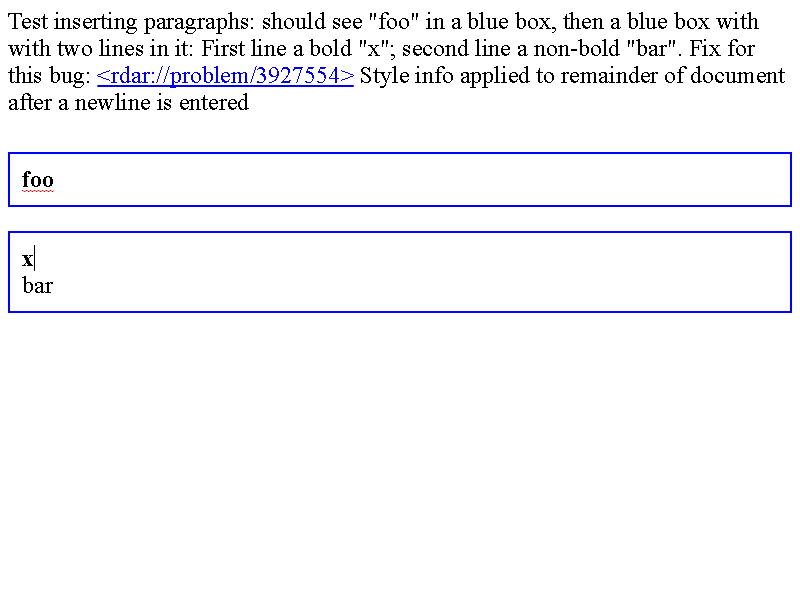 Test inserting paragraphs: should see "foo" in a blue box, then a blue box with
with two lines in it: First line a bold "x"; second line a non-bold "bar". Fix for
this bug: <rdar://problem/3927554> Style info applied to remainder of document
after a newline is entered
foo
x
bar